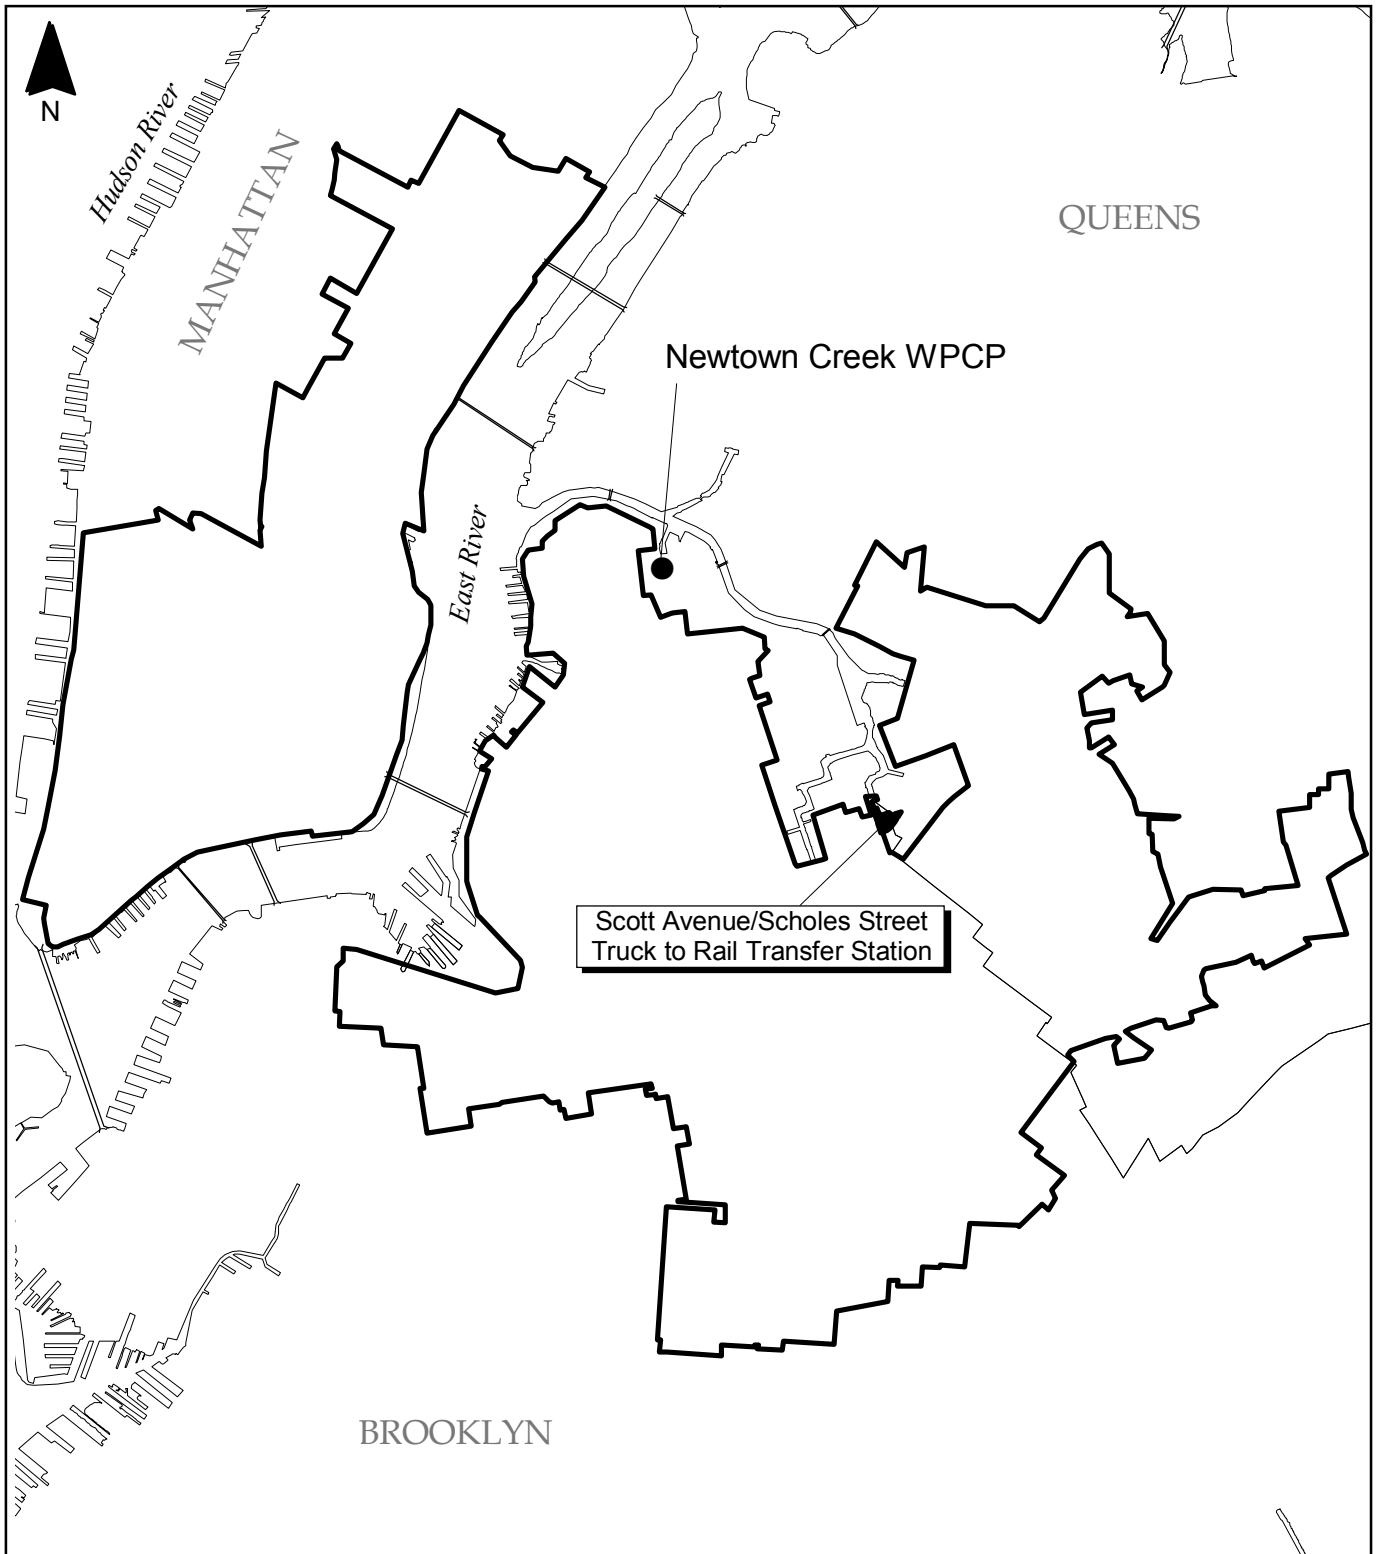 N
Hudson River
MANHATTAN
QUEENS
Newtown Creek WPCP
East River
Scott Avenue/Scholes Street
Truck to Rail Transfer Station
BROOKLYN